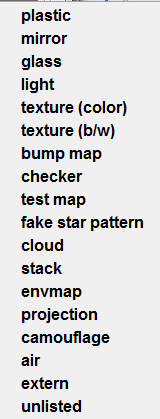 plastic
mirror
glass
light
texture (color)
texture (b/w)
bump map
checker
test map
fake star pattern
cloud
stack
envmap
projection
camouflage
air
extern
unlisted